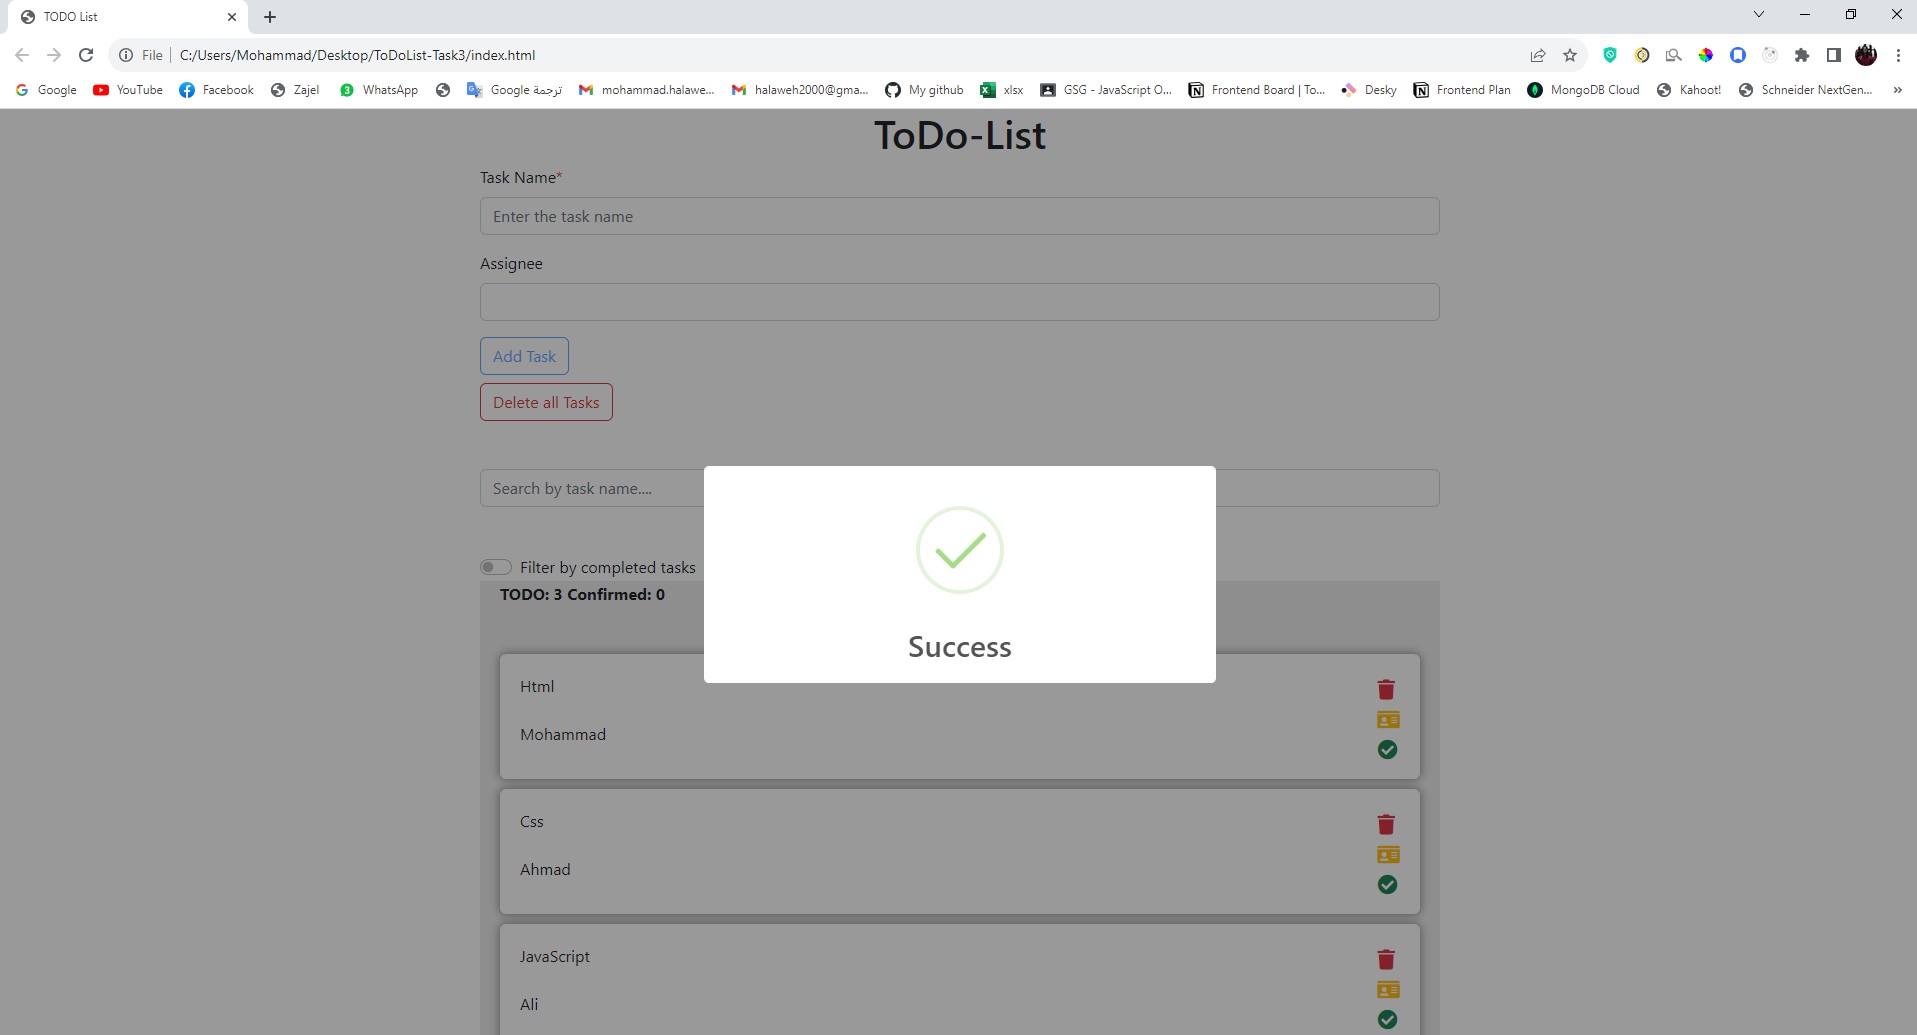 TODO List
File C:/Users/Mohammad/Desktop/ToDoList-Task3/index.html
Google YouTube Facebook Zajel WhatsApp ترجمة Google mohammad.halawe... halaweh2000@gma... My github xlsx GSG - JavaScript O... Frontend Board | To... Desky Frontend Plan MongoDB Cloud Kahoot! Schneider NextGen... »
ToDo-List
Task Name*
Enter the task name
Assignee
Add Task
Delete all Tasks
Search by task name....
Filter by completed tasks
TODO: 3 Confirmed: 0
Success
Html
Mohammad
Css
Ahmad
JavaScript
Ali